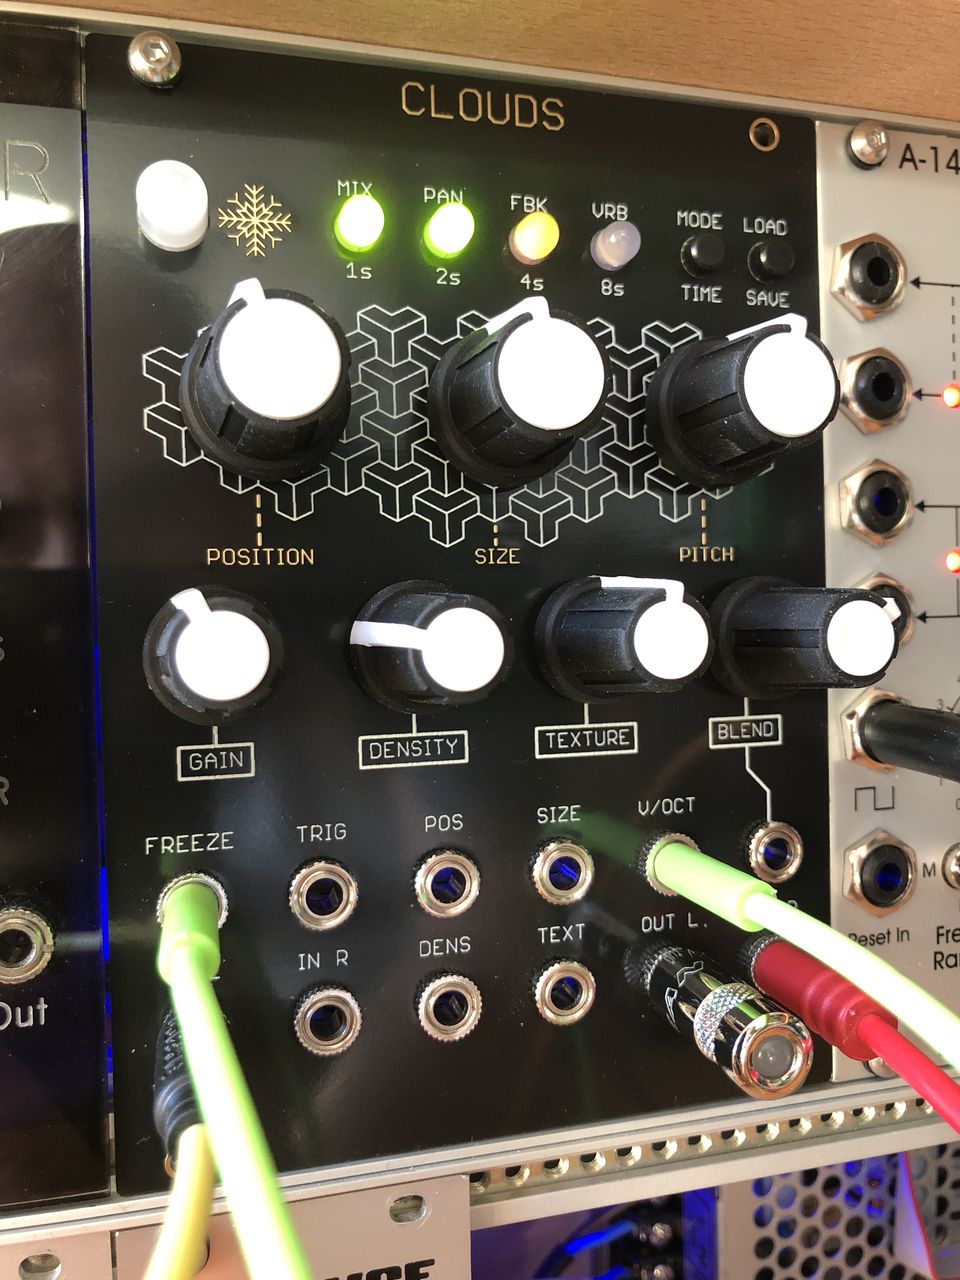 CLOUDS
R
A-14
MIX
PAN
FBK
VRB
MODE
LOAD
1s
2s
4s
8s
TIME
SAVE
POSITION
SIZE
PITCH
GAIN
DENSITY
TEXTURE
BLEND
FREEZE
TRIG
POS
SIZE
V/OCT
M
IN R
DENS
TEXT
OUT L.
Reset In
Out